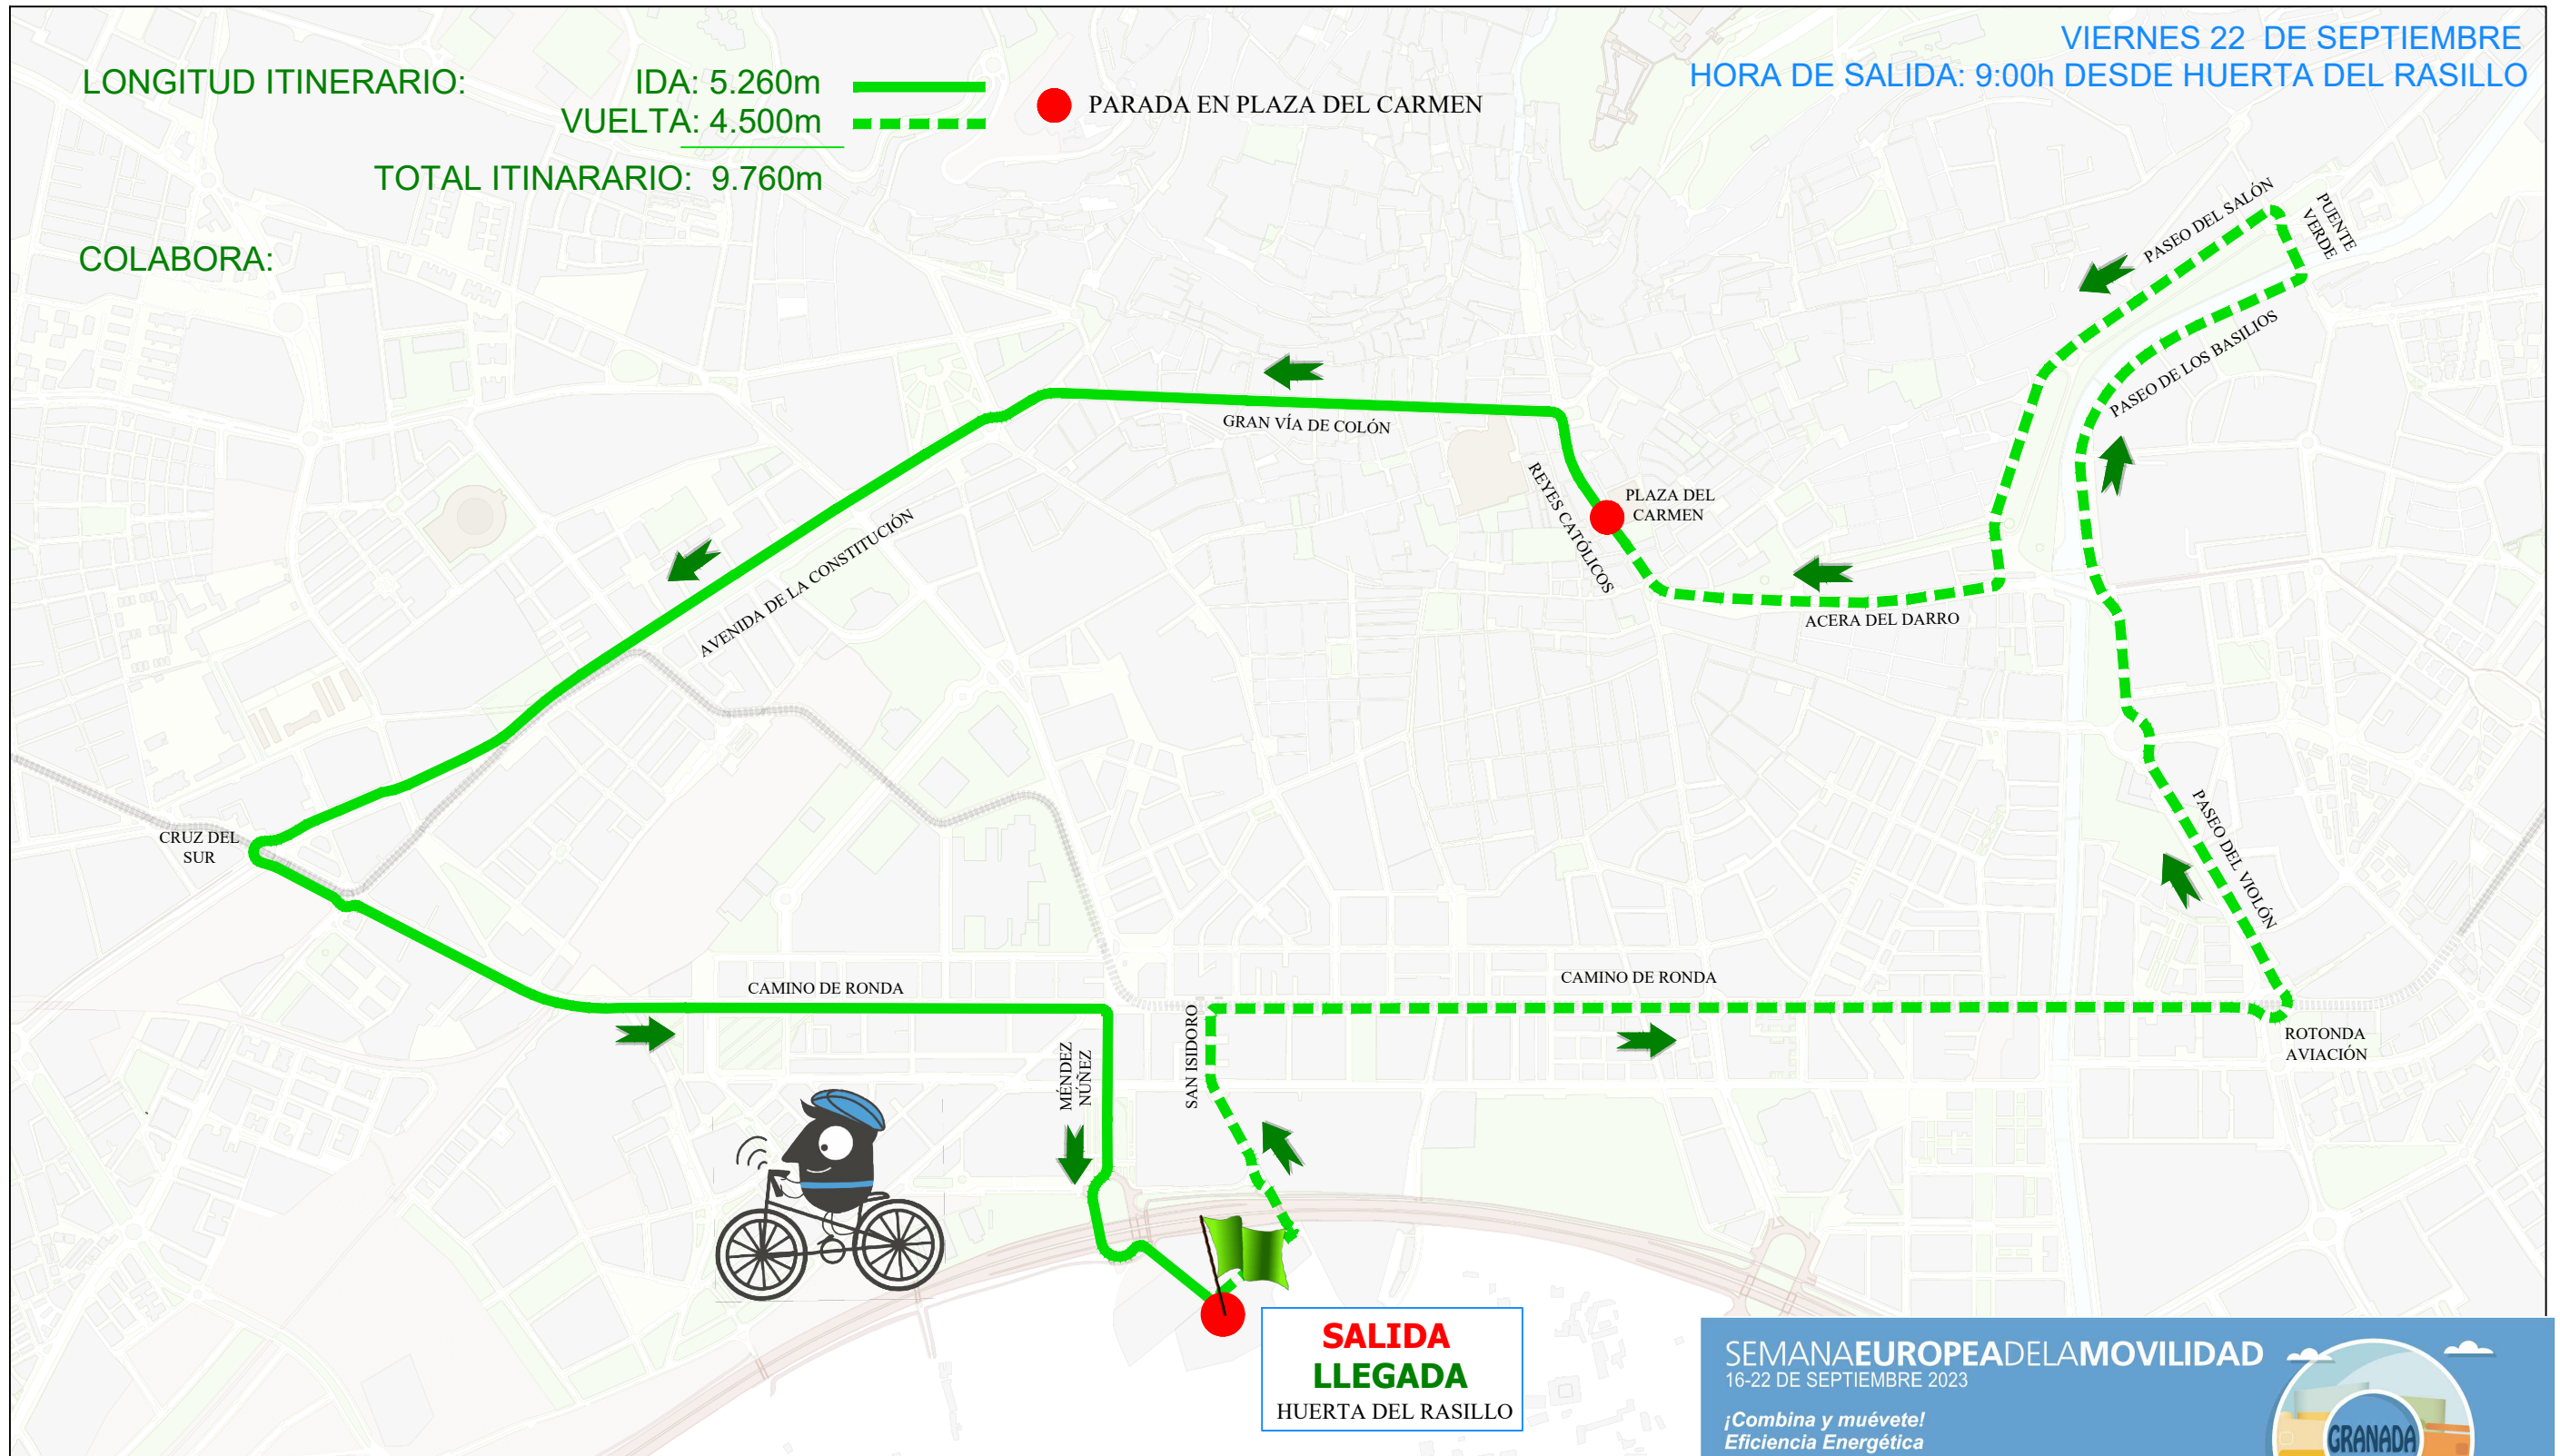 VIERNES 22 DE SEPTIEMBRE
HORA DE SALIDA: 9:00h DESDE HUERTA DEL RASILLO
LONGITUD ITINERARIO:
IDA: 5.260m
VUELTA: 4.500m
TOTAL ITINARARIO: 9.760m
PARADA EN PLAZA DEL CARMEN
COLABORA:
PASEO DEL SALÓN
PUENTE
VERDE
PASEO DE LOS BASILIOS
GRAN VÍA DE COLÓN
REYES CATÓLICOS
PLAZA DEL
CARMEN
ACERA DEL DARRO
AVENIDA DE LA CONSTITUCIÓN
CRUZ DEL
SUR
PASEO DEL VIOLÓN
CAMINO DE RONDA
CAMINO DE RONDA
ROTONDA
AVIACIÓN
MÉNDEZ
NÚÑEZ
SAN ISIDORO
SALIDA
LLEGADA
HUERTA DEL RASILLO
SEMANAEUROPEADELAMOVILIDAD
16-22 DE SEPTIEMBRE 2023
¡Combina y muévete!
Eficiencia Energética
GRANADA